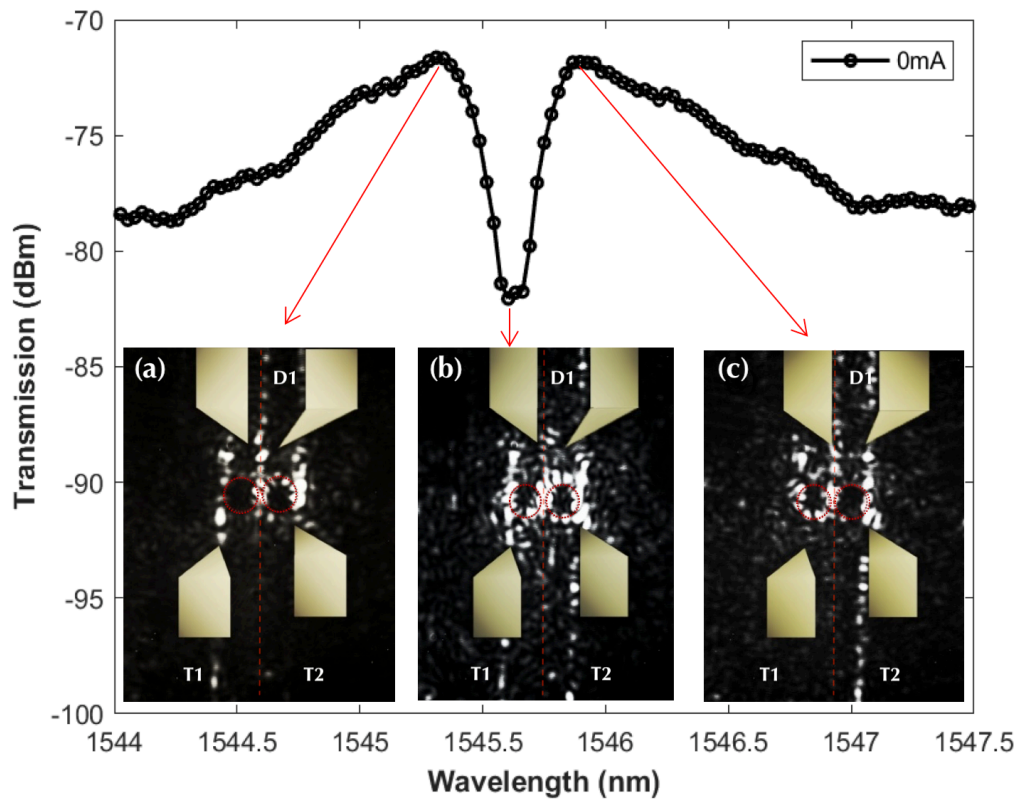 -70
0mA
-75
-80
-85
-90
-95
-100
Transmission (dBm)
(a)
D1
T1
T2
(b)
D1
T1
T2
(c)
D1
T1
T2
1544
1544.5
1545
1545.5
1546
1546.5
1547
1547.5
Wavelength (nm)